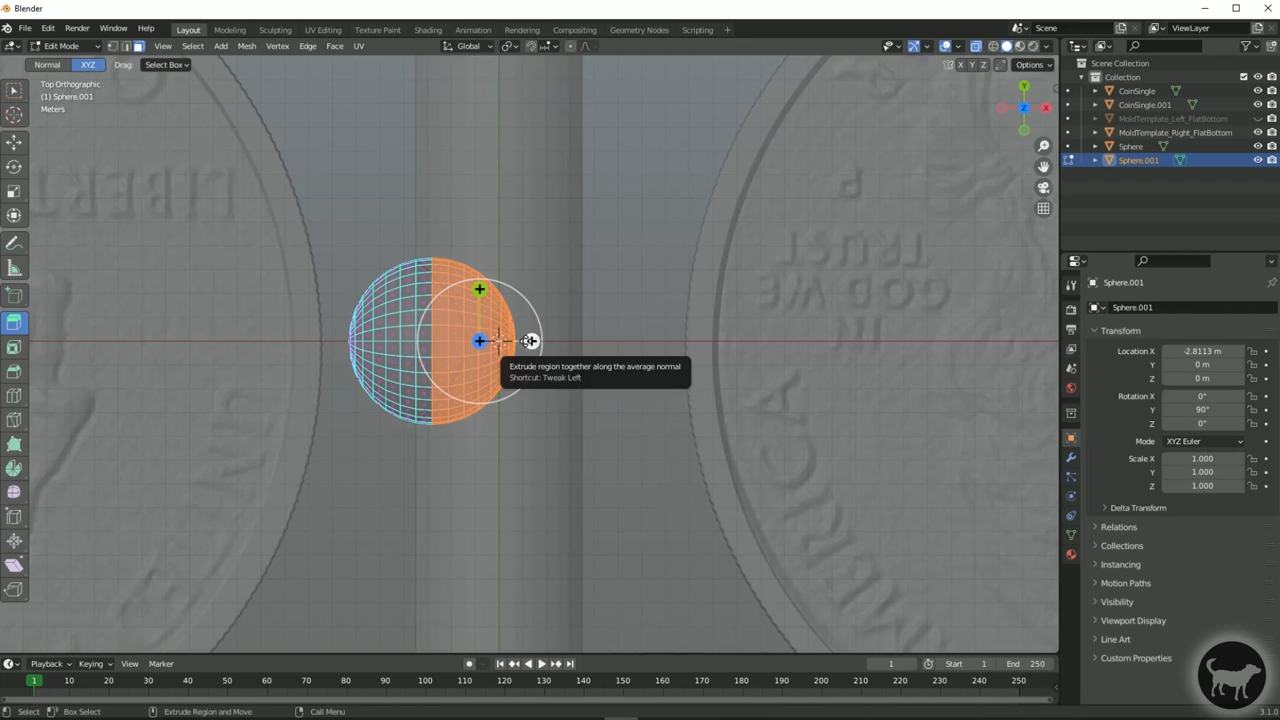 Blender
File Edit Render Window Help Layout Modeling Sculpting UV Editing Texture Paint Shading Animation Rendering Compositing Geometry Nodes Scripting + Scene ViewLayer
Edit Mode View Select Add Mesh Vertex Edge Face UV Global
Normal XYZ Drag: Select Box X Y Z Options
Top Orthographic
(1) Sphere.001
Meters
Y
Z X
Scene Collection
Collection
CoinSingle
CoinSingle.001
MoldTemplate_Left_FlatBottom
MoldTemplate_Right_FlatBottom
Sphere
Sphere.001
Extrude region together along the average normal
Shortcut: Tweak Left
Sphere.001
Sphere.001
Transform
Location X -2.8113 m
Y 0 m
Z 0 m
Rotation X 0°
Y 90°
Z 0°
Mode XYZ Euler
Scale X 1.000
Y 1.000
Z 1.000
Delta Transform
Relations
Collections
Instancing
Motion Paths
Visibility
Viewport Display
Line Art
Custom Properties
LIBERT
P
TRUST
GOD WE
IN
Playback Keying View Marker 1 Start 1 End 250
1 10 20 30 40 50 60 70 80 90 100 110 120 130 140 150 160 170 180 190 200 210 220 230 240 250
Select Box Select Extrude Region and Move Call Menu 3.1.0